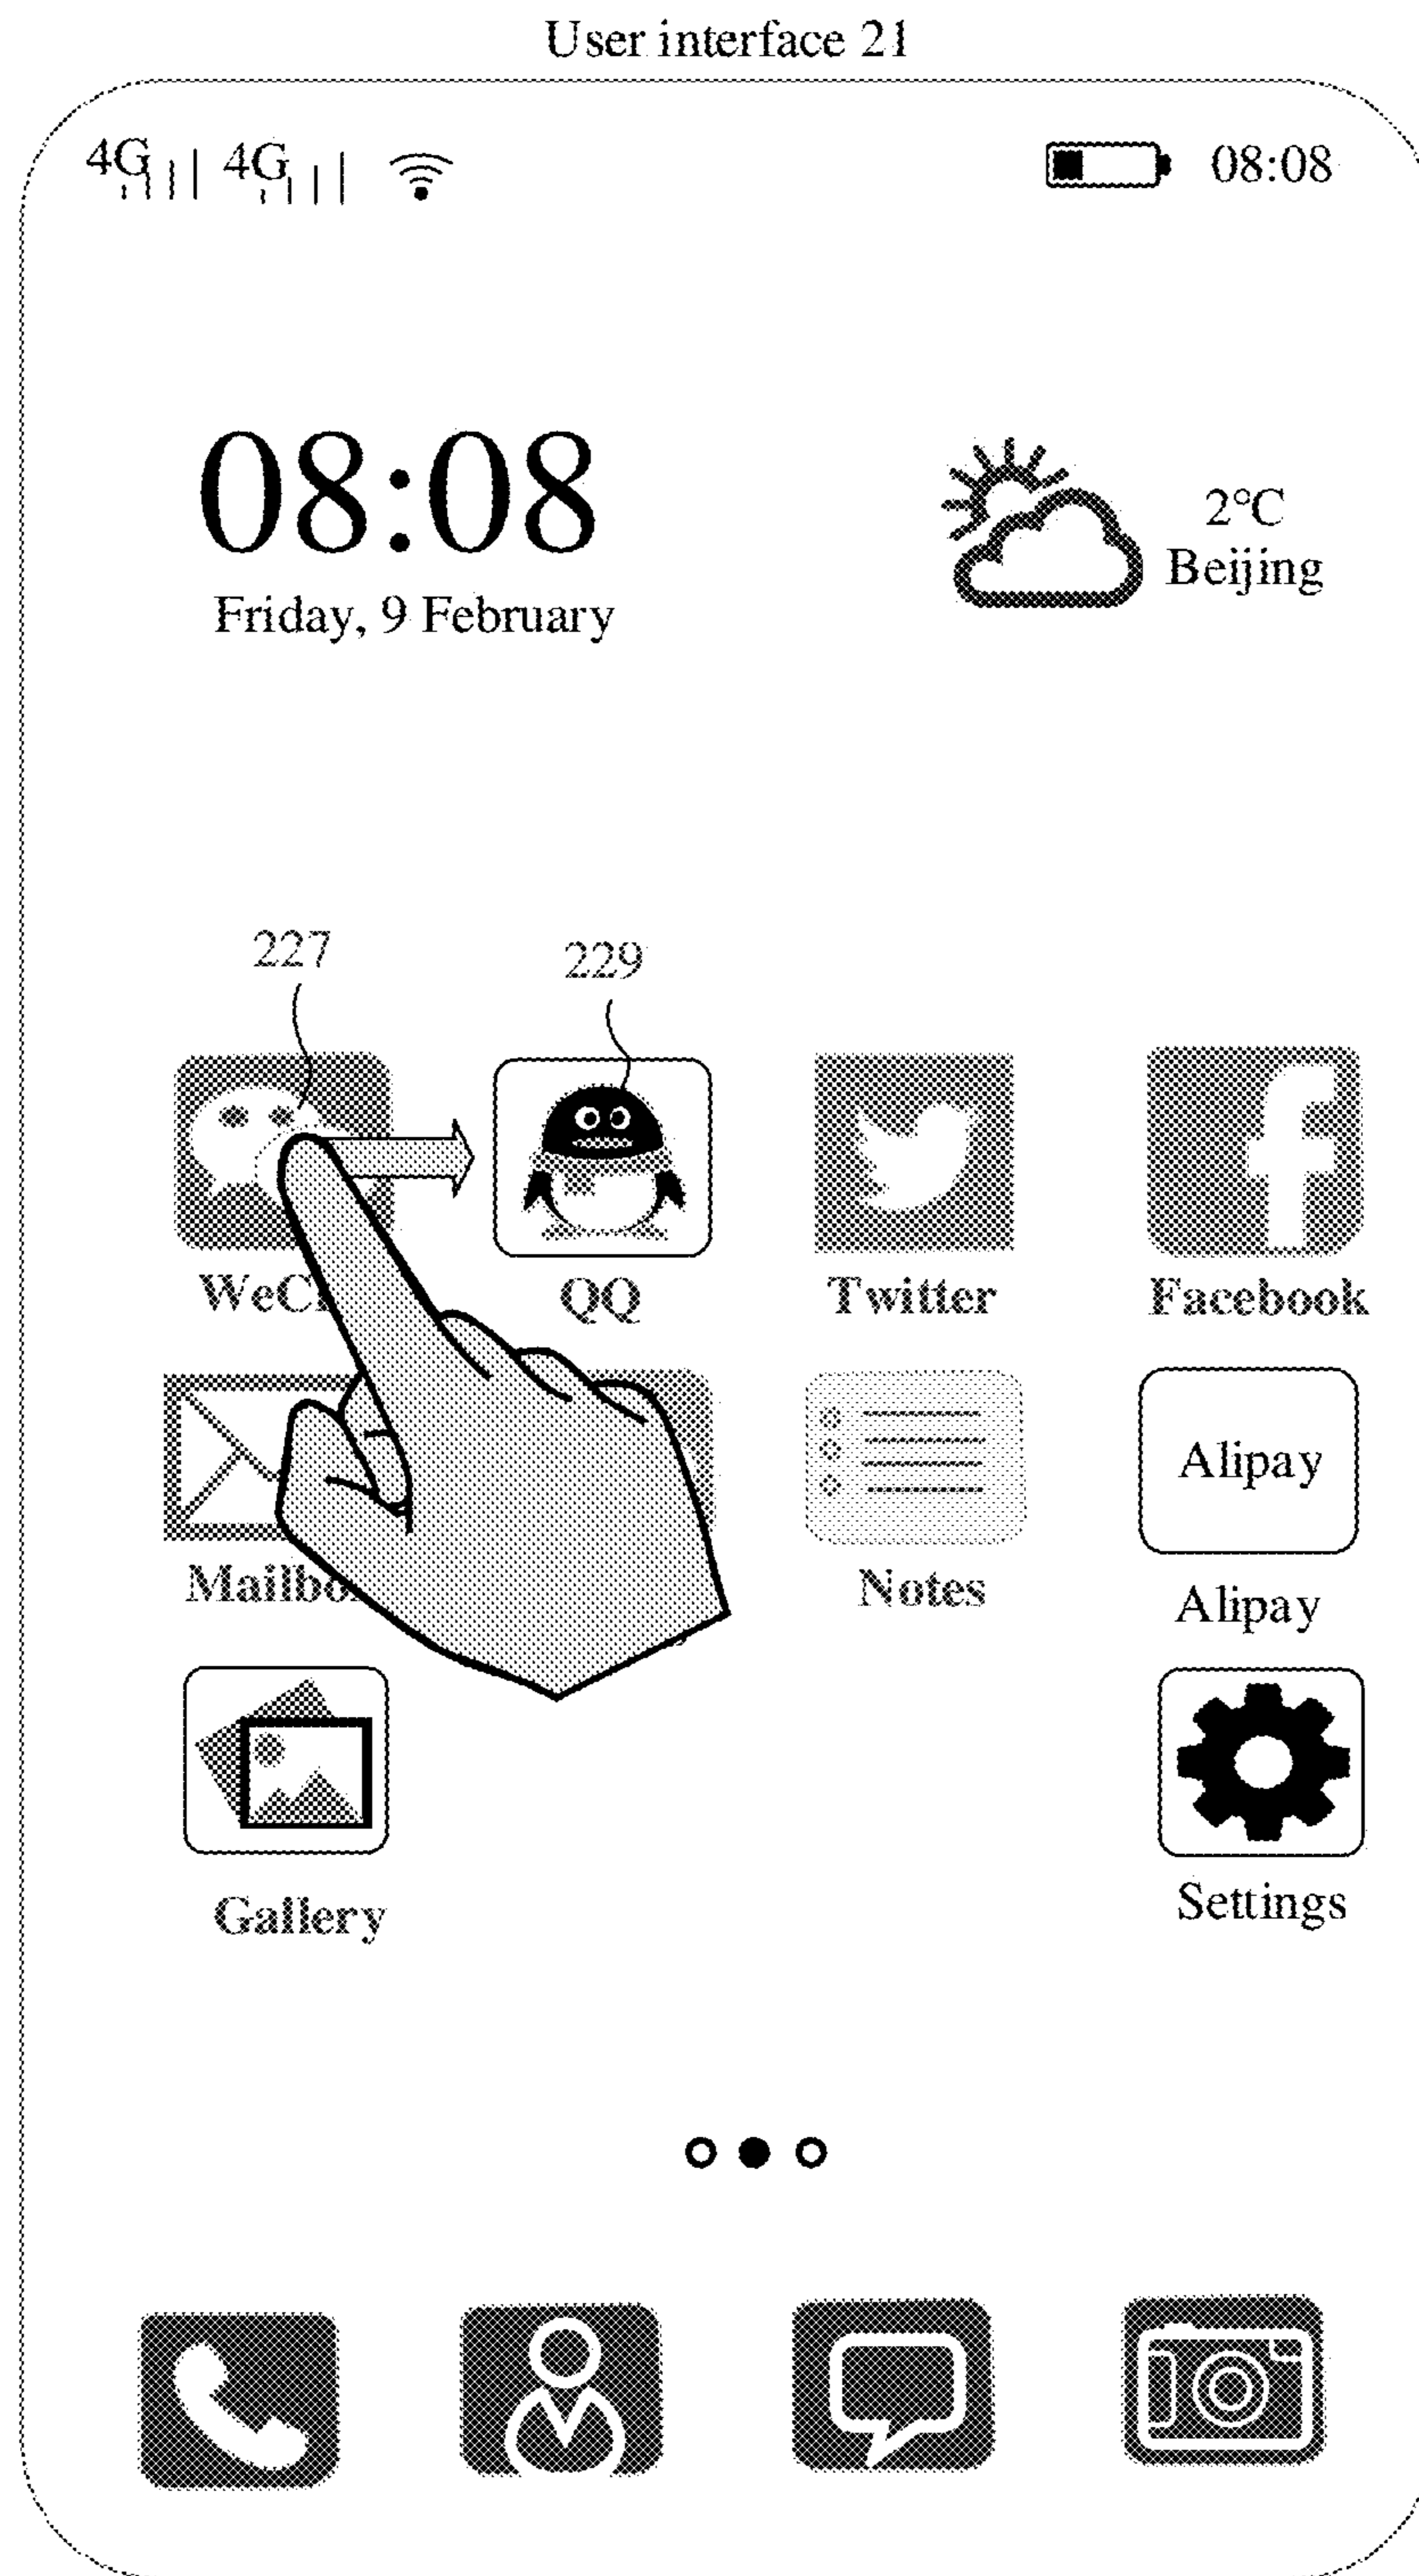 User interface 21
4G 4G 08:08
08:08
2°C
Beijing
Friday, 9 February
227 229
QQ Twitter Facebook
Alipay
Notes Alipay
Gallery Settings